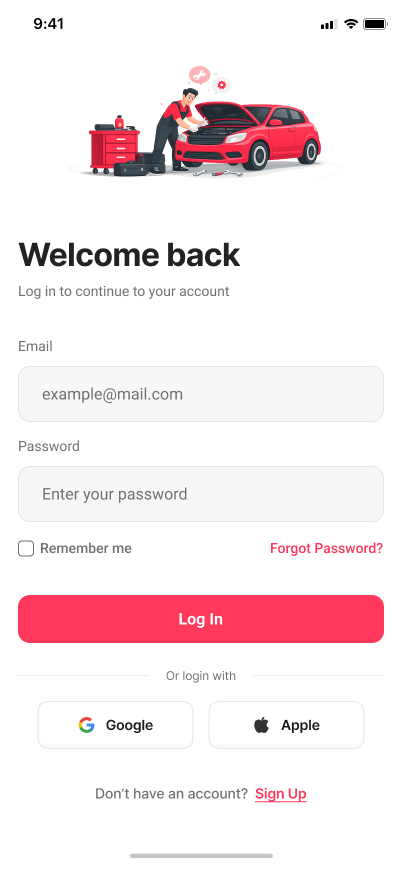 9:41
Welcome back
Log in to continue to your account
Email
example@mail.com
Password
Enter your password
Remember me Forgot Password?
Log In
Or login with
Google Apple
Don't have an account? Sign Up